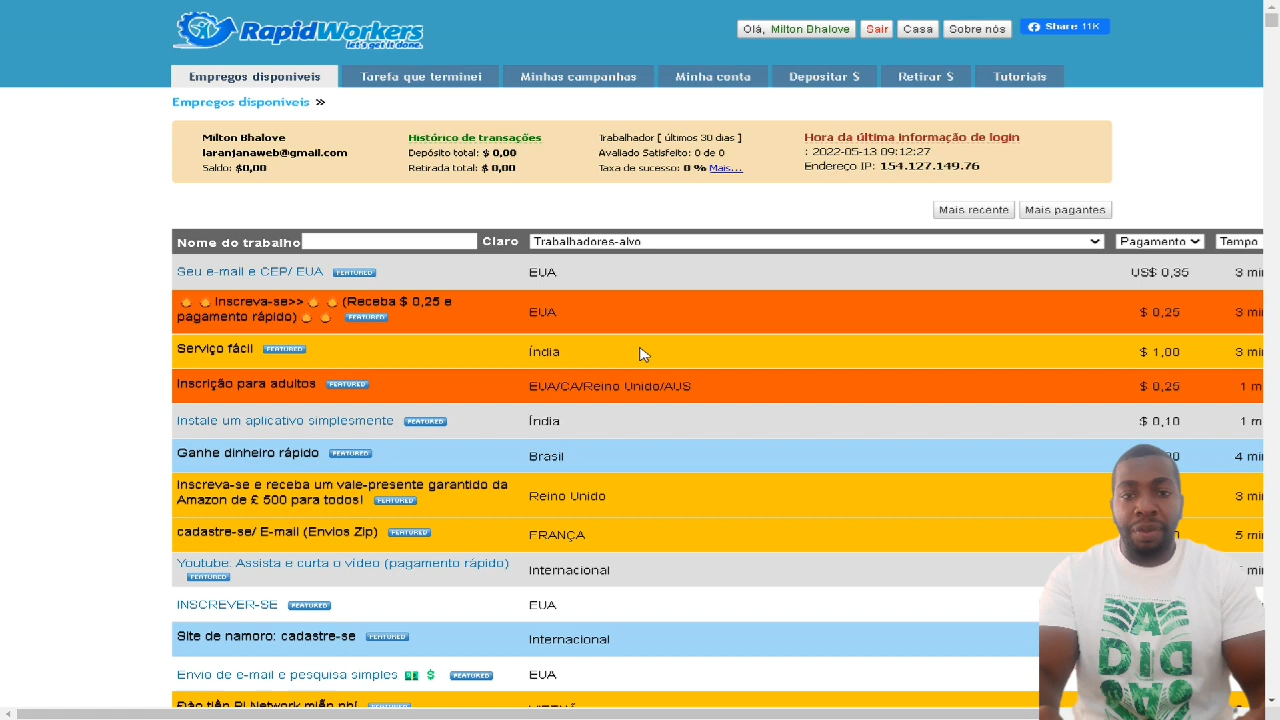 RapidWorkers
let's get it done.
Olá, Milton Bhalove
Sair
Casa
Sobre nós
Share 11K
Empregos disponíveis
Tarefa que terminei
Minhas campanhas
Minha conta
Depositar $
Retirar $
Tutoriais
Empregos disponíveis »
Milton Bhalove
laranjanaweb@gmail.com
Saldo: $0,00
Histórico de transações
Depósito total: $ 0,00
Retirada total: $ 0,00
Trabalhador [ últimos 30 dias ]
Avaliado Satisfeito: 0 de 0
Taxa de sucesso: 0 % Mais...
Hora da última informação de login
: 2022-05-13 09:12:27
Endereço IP: 154.127.149.76
Mais recente
Mais pagantes
Nome do trabalho Claro Trabalhadores-alvo Pagamento Tempo
Seu e-mail e CEP/ EUA FEATURED EUA US$ 0,35 3
🔥 🔥 Inscreva-se>> 🔥 🔥 (Receba $ 0,25 e
pagamento rápido) 🔥 🔥 FEATURED EUA $ 0,25 3
Serviço fácil FEATURED Índia $ 1,00 3
Inscrição para adultos FEATURED EUA/CA/Reino Unido/AUS $ 0,25 1
Instale um aplicativo simplesmente FEATURED Índia $ 0,10 1
Ganhe dinheiro rápido FEATURED Brasil 4
Inscreva-se e receba um vale-presente garantido da
Amazon de £ 500 para todos! FEATURED Reino Unido 3
cadastre-se/ E-mail (Envios Zip) FEATURED FRANÇA 5
Youtube: Assista e curta o vídeo (pagamento rápido)
FEATURED Internacional
INSCREVER-SE FEATURED EUA
Site de namoro: cadastre-se FEATURED Internacional
Envio de e-mail e pesquisa simples 💵 💲 FEATURED EUA